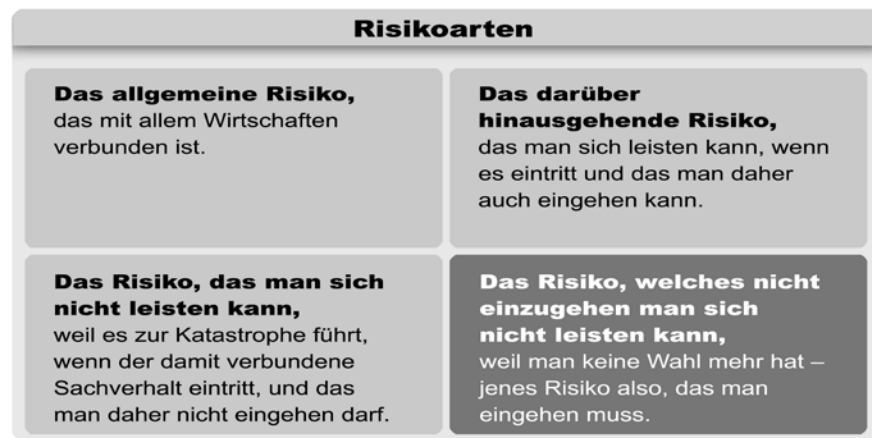 Risikoarten
Das allgemeine Risiko,
das mit allem Wirtschaften
verbunden ist.
Das darüber
hinausgehende Risiko,
das man sich leisten kann, wenn
es eintritt und das man daher
auch eingehen kann.
Das Risiko, das man sich
nicht leisten kann,
weil es zur Katastrophe führt,
wenn der damit verbundene
Sachverhalt eintritt, und das
man daher nicht eingehen darf.
Das Risiko, welches nicht
einzugehen man sich
nicht leisten kann,
weil man keine Wahl mehr hat –
jenes Risiko also, das man
eingehen muss.